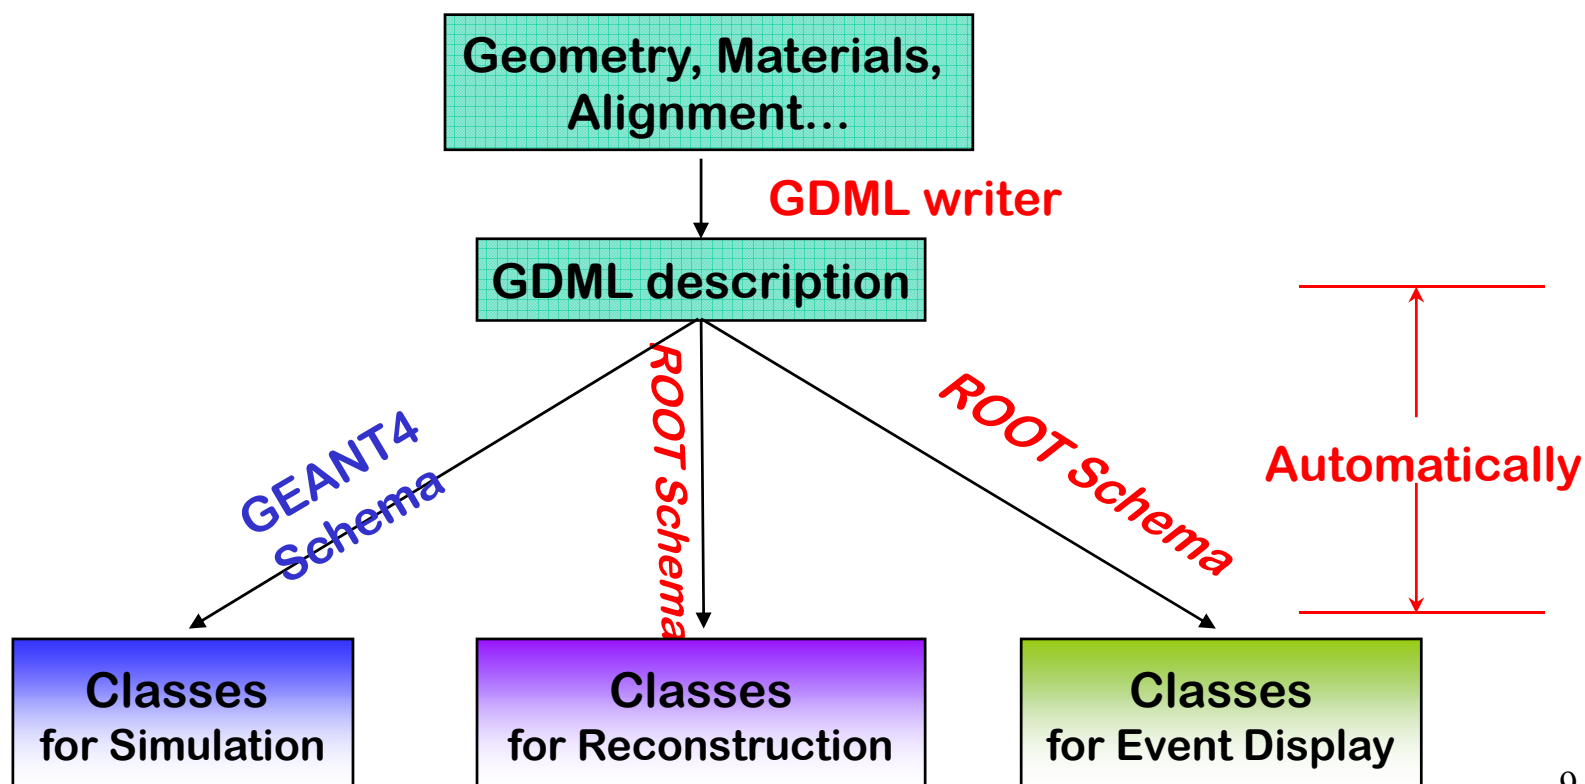 Geometry, Materials,
Alignment...
GDML writer
GDML description
GEANT4
Schema
ROOT Schema
ROOT Schema
Automatically
Classes
for Simulation
Classes
for Reconstruction
Classes
for Event Display